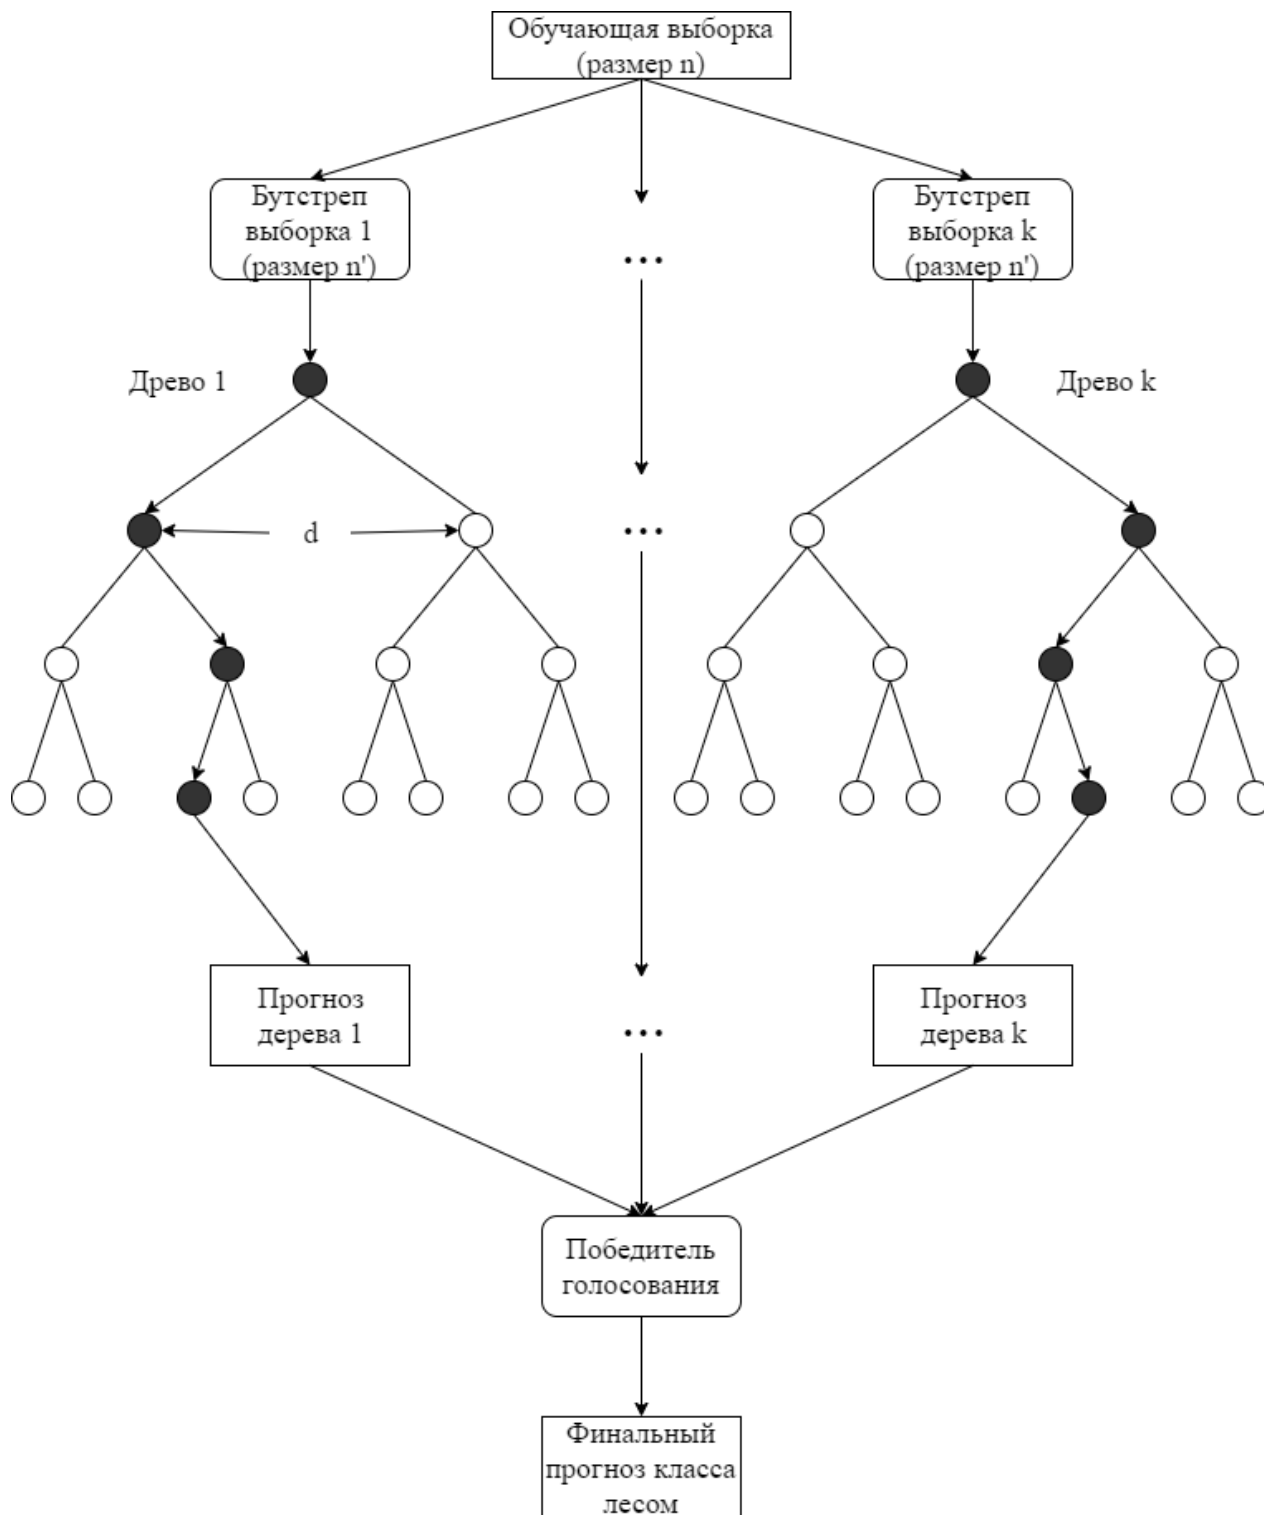 Обучающая выборка
(размер n)
Бутстреп
выборка 1
(размер n')
...
Бутстреп
выборка k
(размер n')
Древо 1
Древо k
d
...
Прогноз
дерева 1
...
Прогноз
дерева k
Победитель
голосования
Финальный
прогноз класса
лесом